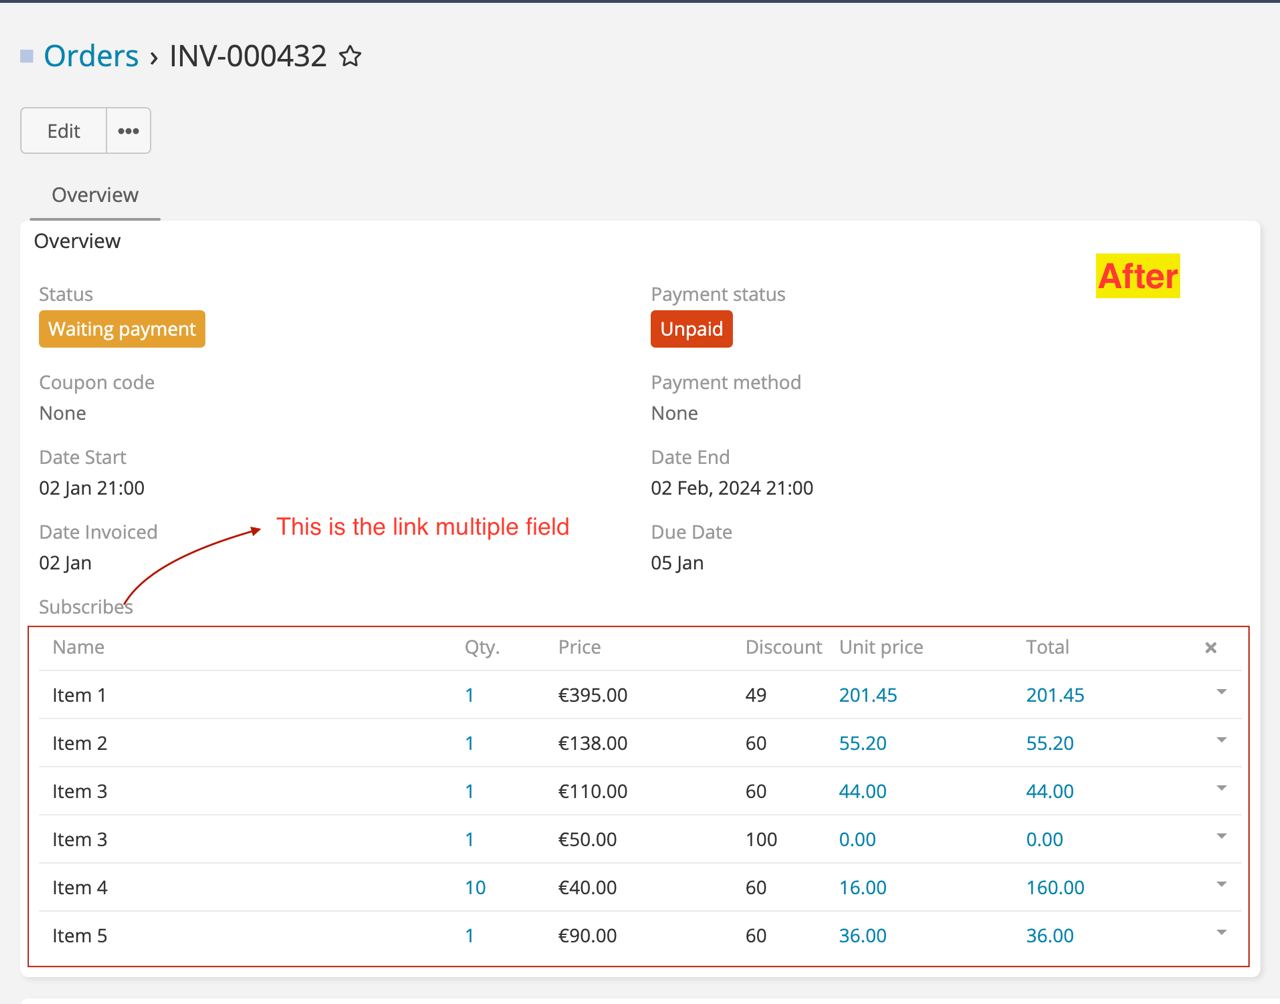 Orders › INV-000432
Edit •••
Overview
Overview
After
Status Payment status
Waiting payment Unpaid
Coupon code Payment method
None None
Date Start Date End
02 Jan 21:00 02 Feb, 2024 21:00
This is the link multiple field
Date Invoiced Due Date
02 Jan 05 Jan
Subscribes
Name Qty. Price Discount Unit price Total ×
Item 1 1 €395.00 49 201.45 201.45
Item 2 1 €138.00 60 55.20 55.20
Item 3 1 €110.00 60 44.00 44.00
Item 3 1 €50.00 100 0.00 0.00
Item 4 10 €40.00 60 16.00 160.00
Item 5 1 €90.00 60 36.00 36.00